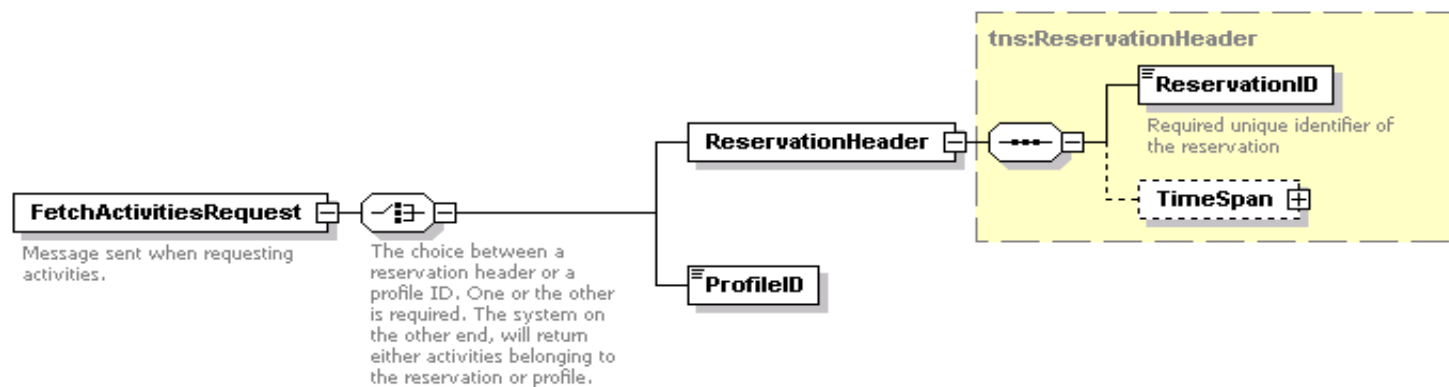 tns:ReservationHeader
ReservationID
Required unique identifier of
the reservation
ReservationHeader
TimeSpan
FetchActivitiesRequest
Message sent when requesting
activities.
The choice between a
reservation header or a
profile ID. One or the other
is required. The system on
the other end, will return
either activities belonging to
the reservation or profile.
ProfileID